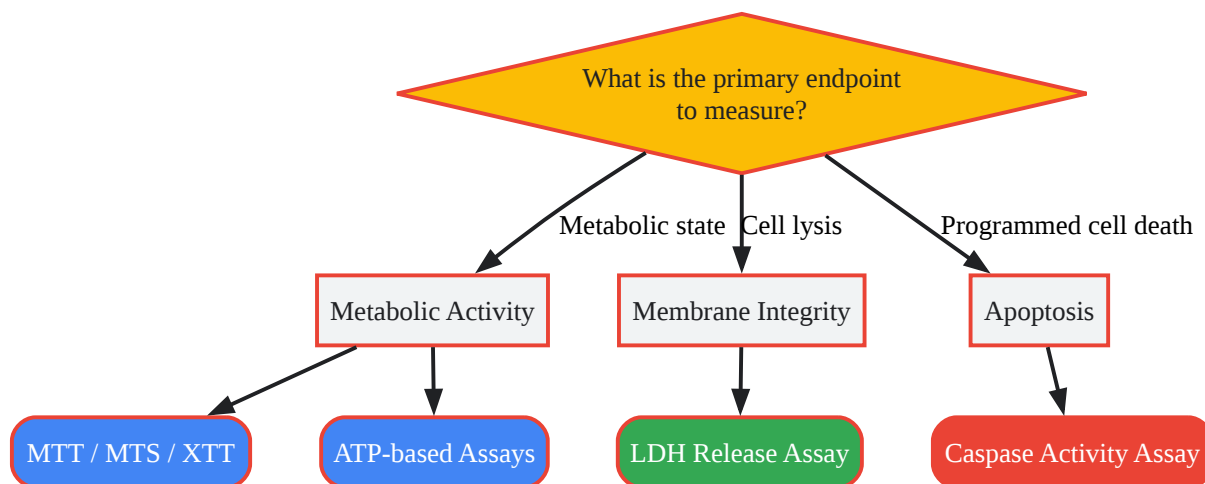 What is the primary endpoint
to measure?
Metabolic state
Cell lysis
Programmed cell death
Metabolic Activity
Membrane Integrity
Apoptosis
MTT / MTS / XTT
ATP-based Assays
LDH Release Assay
Caspase Activity Assay